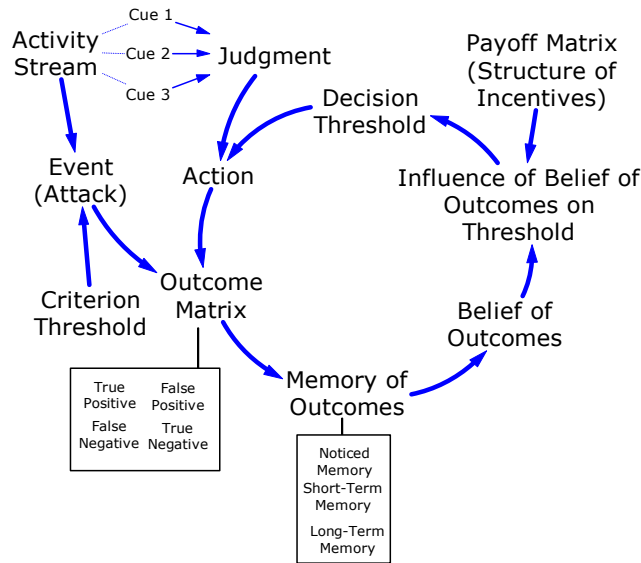 Activity
Stream
Cue 1
Cue 2
Cue 3
Judgment
Payoff Matrix
(Structure of
Incentives)
Decision
Threshold
Event
(Attack)
Action
Influence of Belief of
Outcomes on
Threshold
Criterion
Threshold
Outcome
Matrix
Belief of
Outcomes
True
Positive
False
Positive
False
Negative
True
Negative
Memory of
Outcomes
Noticed
Memory
Short-Term
Memory
Long-Term
Memory